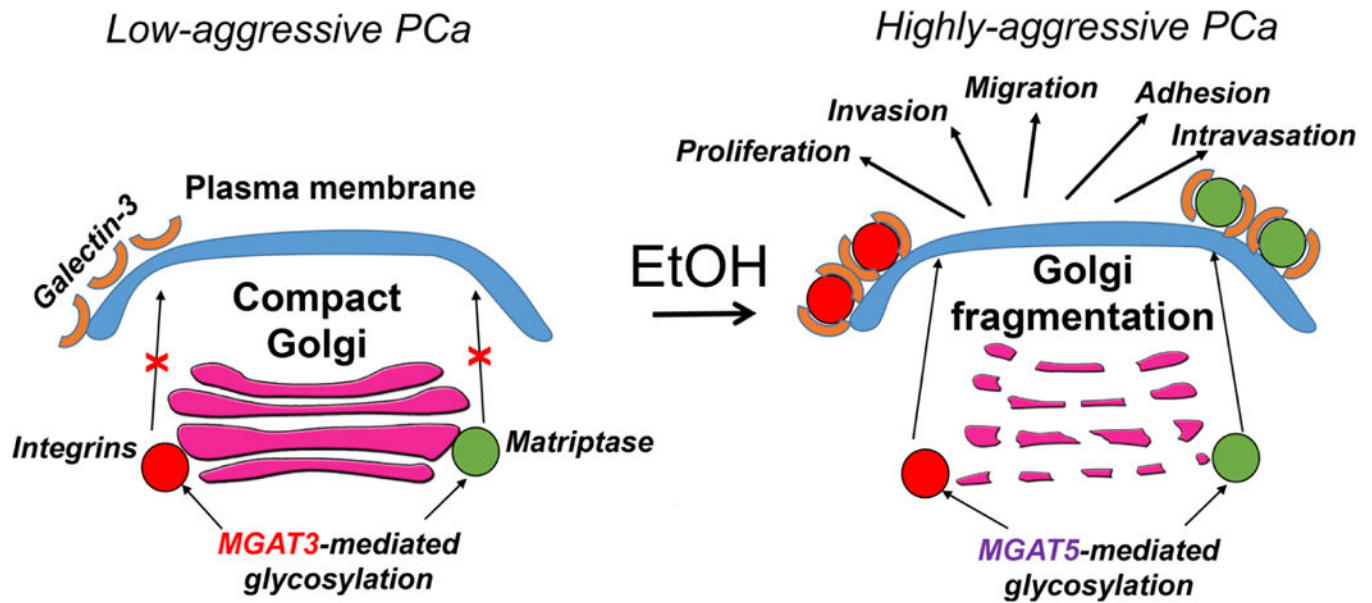 Low-aggressive PCa
Galectin-3
Plasma membrane
Compact
Golgi
Integrins
Matriptase
MGAT3-mediated
glycosylation
EtOH
Highly-aggressive PCa
Proliferation
Invasion
Migration
Adhesion
Intravasation
Golgi
fragmentation
MGAT5-mediated
glycosylation